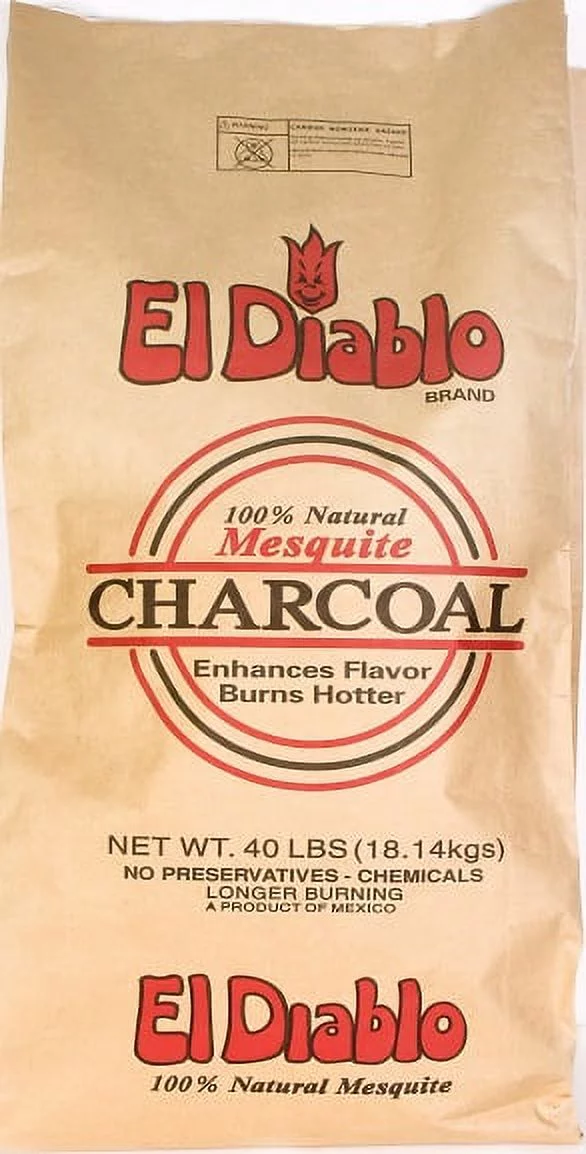 WARNING
CARBON MONOXIDE HAZARD
El Diablo
BRAND
100% Natural
Mesquite
CHARCOAL
Enhances Flavor
Burns Hotter
NET WT. 40 LBS (18.14kgs)
NO PRESERVATIVES - CHEMICALS
LONGER BURNING
A PRODUCT OF MEXICO
El Diablo
100% Natural Mesquite